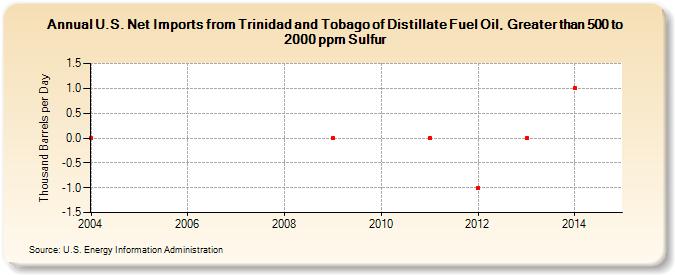 Annual U.S. Net Imports from Trinidad and Tobago of Distillate Fuel Oil, Greater than 500 to
2000 ppm Sulfur
Thousand Barrels per Day
1.5
1.0
0.5
0.0
-0.5
-1.0
-1.5
2004 2006 2008 2010 2012 2014
Source: U.S. Energy Information Administration